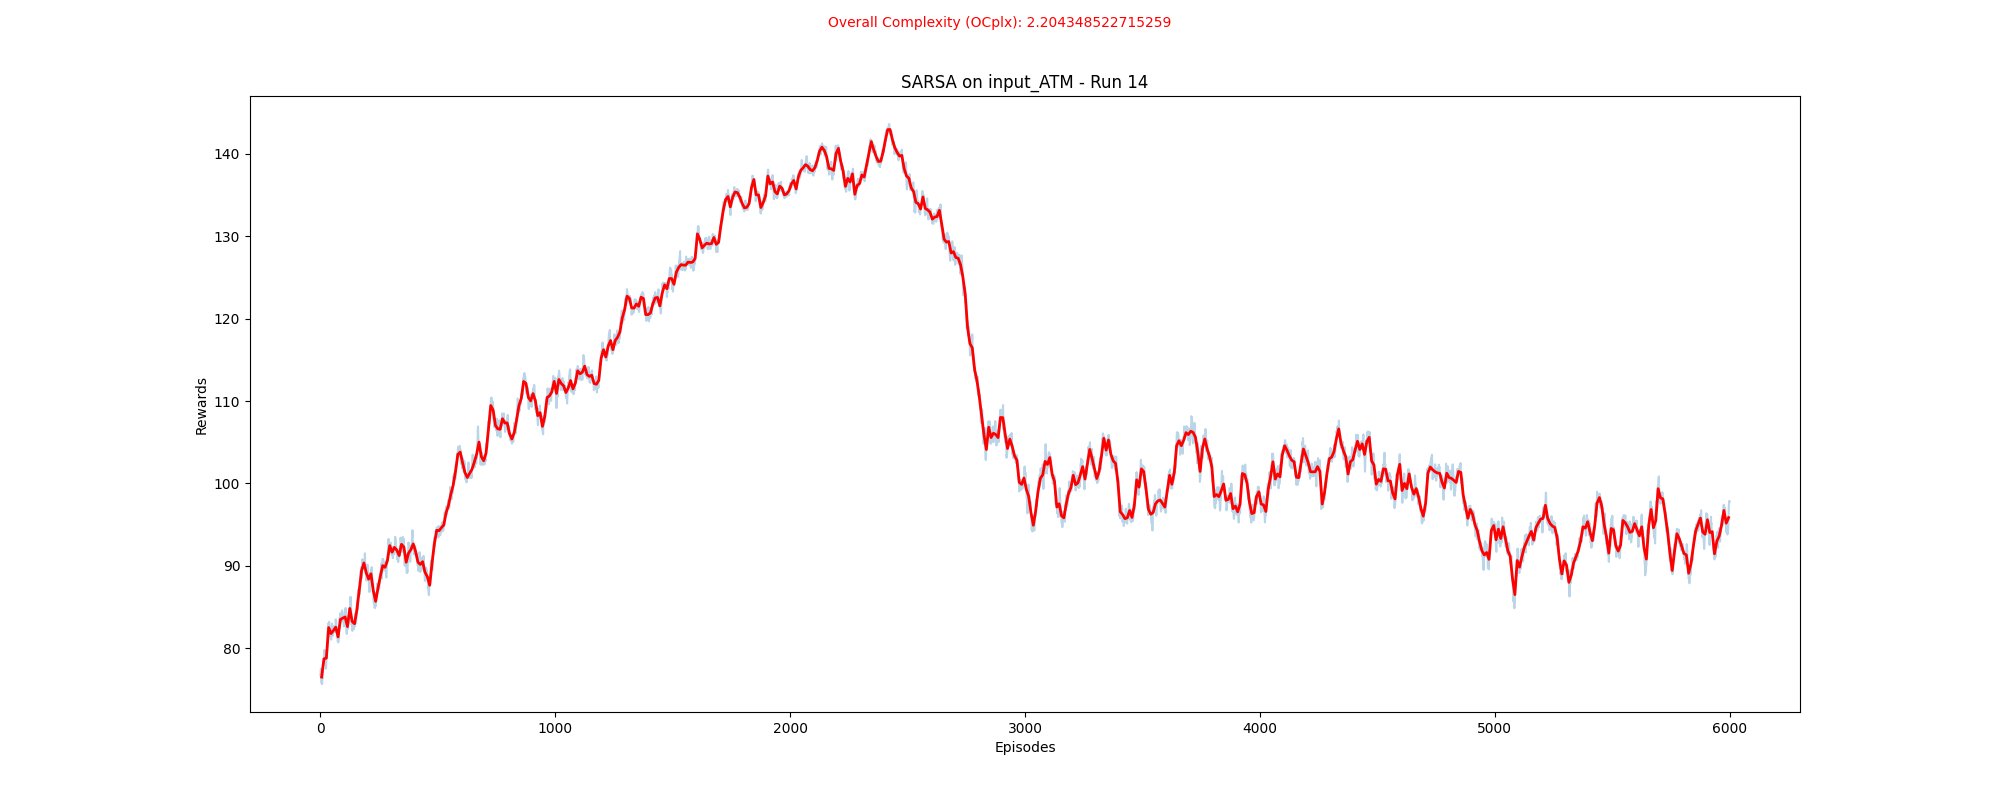 Overall Complexity (OCplx): 2.204348522715259
SARSA on input_ATM - Run 14
140
130
120
110
100
90
80
Rewards
0 1000 2000 3000 4000 5000 6000
Episodes